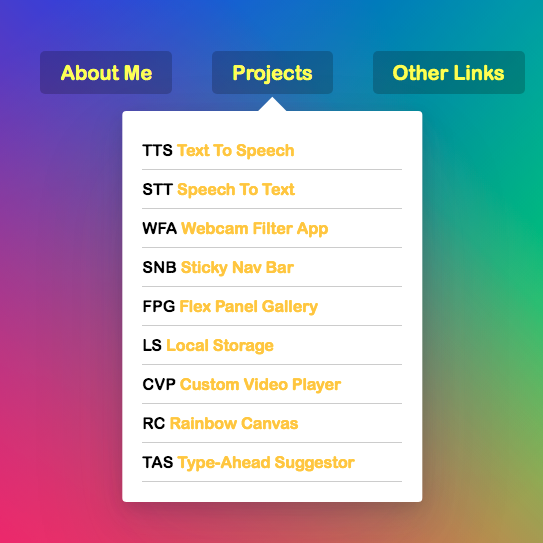 About Me Projects Other Links
TTS Text To Speech
STT Speech To Text
WFA Webcam Filter App
SNB Sticky Nav Bar
FPG Flex Panel Gallery
LS Local Storage
CVP Custom Video Player
RC Rainbow Canvas
TAS Type-Ahead Suggestor